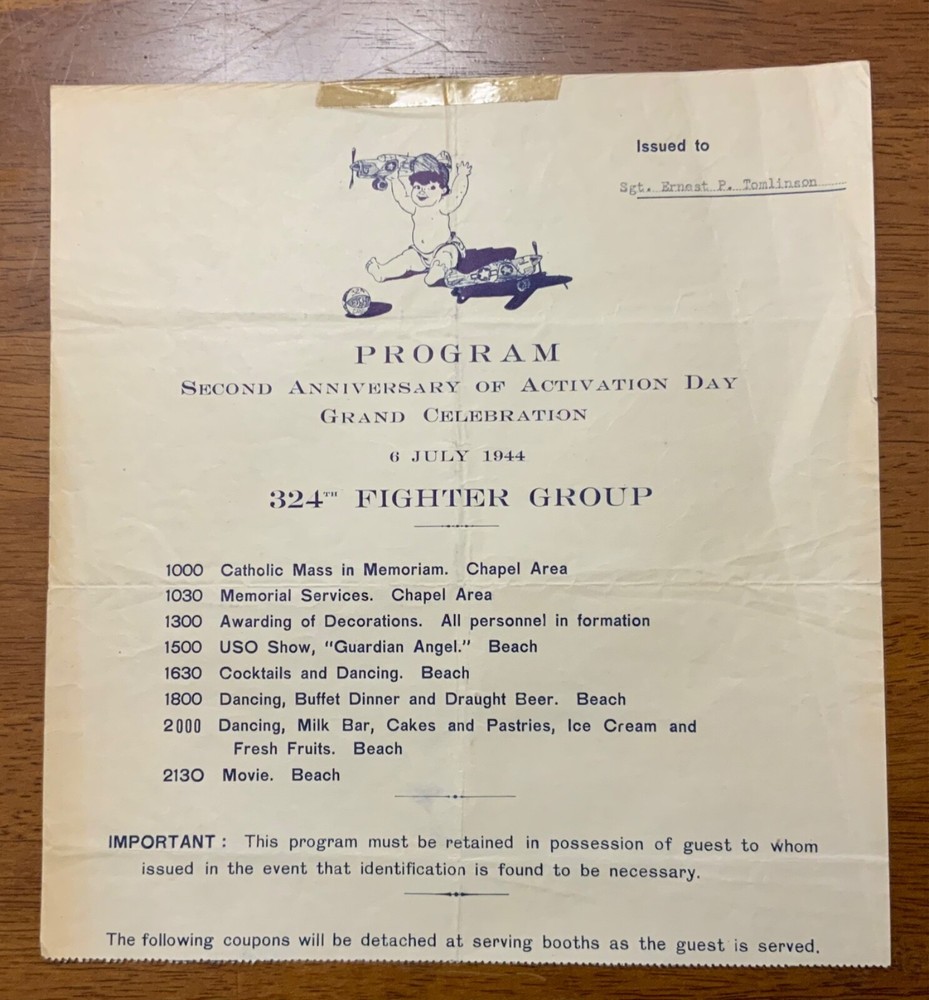 Issued to
Sgt. Ernest P. Tomlinson
PROGRAM
SECOND ANNIVERSARY OF ACTIVATION DAY
GRAND CELEBRATION
6 JULY 1944
324TH FIGHTER GROUP
1000 Catholic Mass in Memoriam. Chapel Area
1030 Memorial Services. Chapel Area
1300 Awarding of Decorations. All personnel in formation
1500 USO Show, "Guardian Angel." Beach
1630 Cocktails and Dancing. Beach
1800 Dancing, Buffet Dinner and Draught Beer. Beach
2000 Dancing, Milk Bar, Cakes and Pastries, Ice Cream and
Fresh Fruits. Beach
2130 Movie. Beach
IMPORTANT : This program must be retained in possession of guest to whom
issued in the event that identification is found to be necessary.
The following coupons will be detached at serving booths as the guest is served.